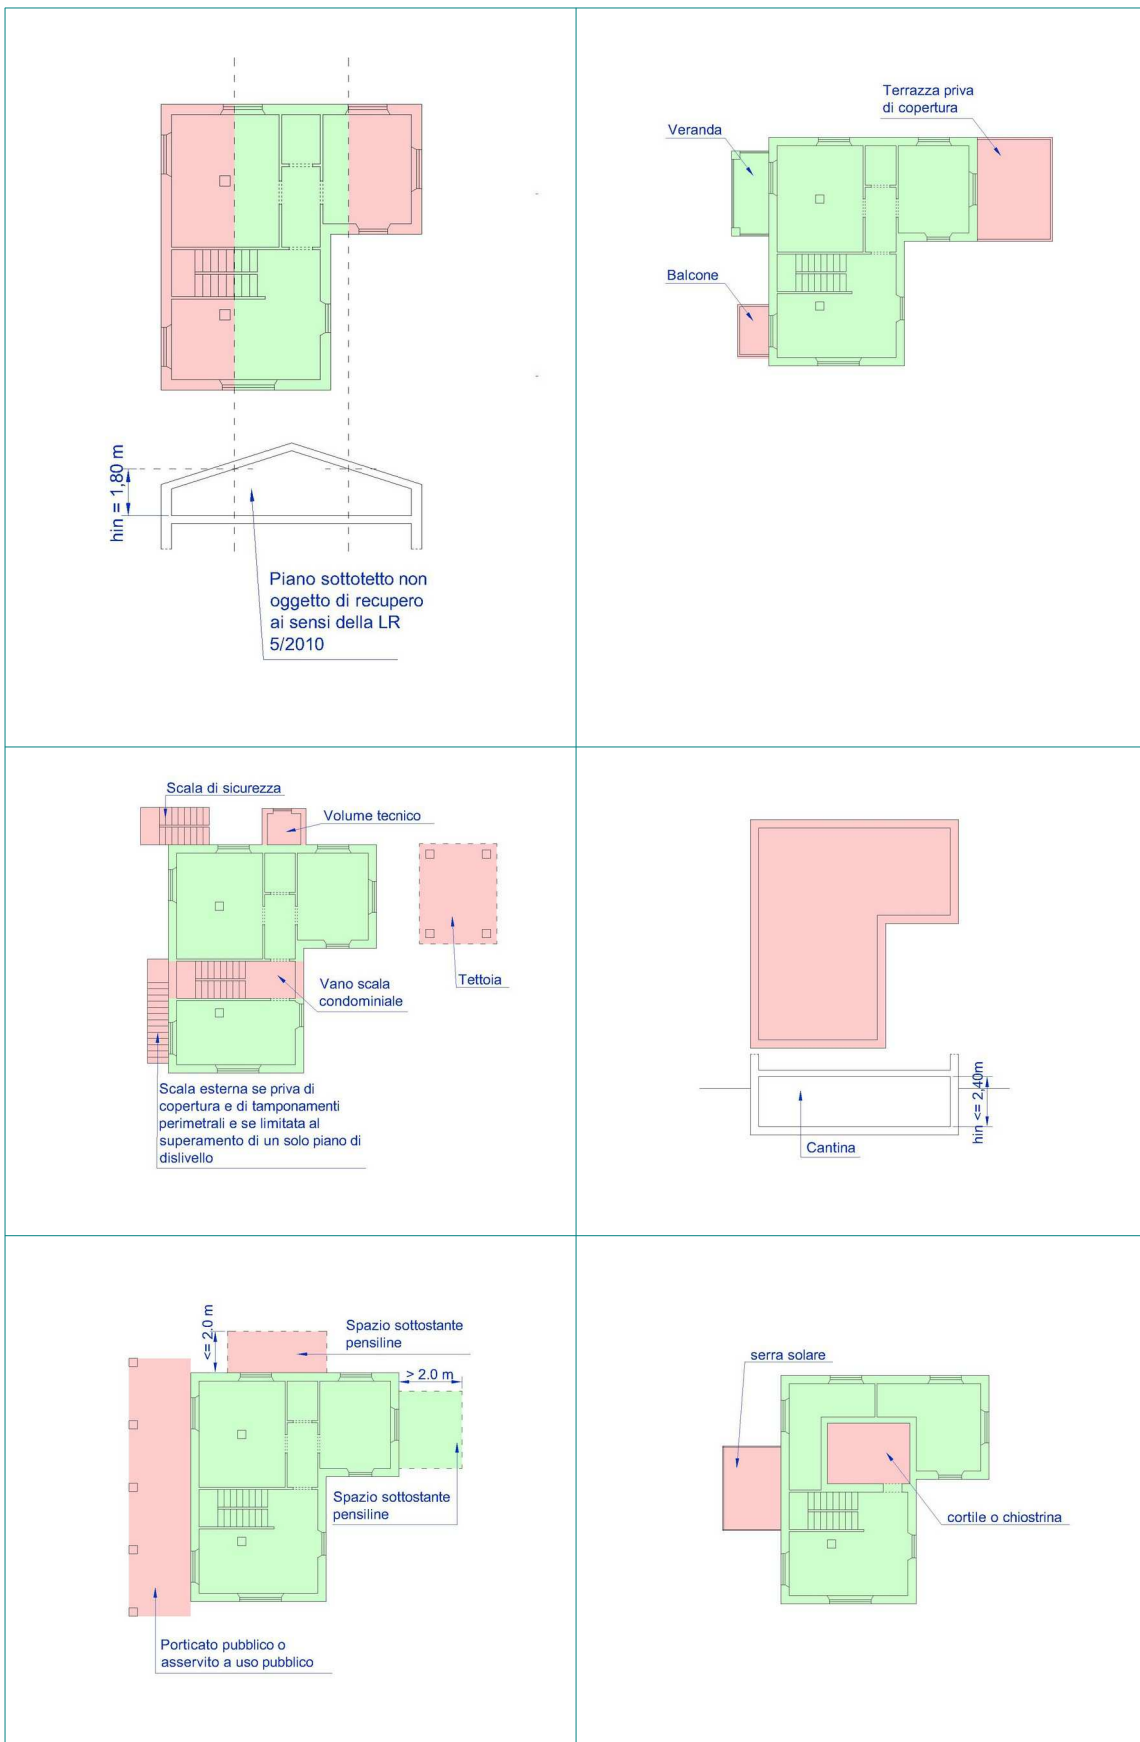 hin = 1,80 m
Piano sottotetto non
oggetto di recupero
ai sensi della LR
5/2010
Terrazza priva
di copertura
Veranda
Balcone
Scala di sicurezza
Volume tecnico
Tettoia
Vano scala
condominiale
Scala esterna se priva di
copertura e di tamponamenti
perimetrali e se limitata al
superamento di un solo piano di
dislivello
hin <= 2,40m
Cantina
<= 2.0 m
Spazio sottostante
pensiline
> 2.0 m
Spazio sottostante
pensiline
Porticato pubblico o
asservito a uso pubblico
serra solare
cortile o chiostrina